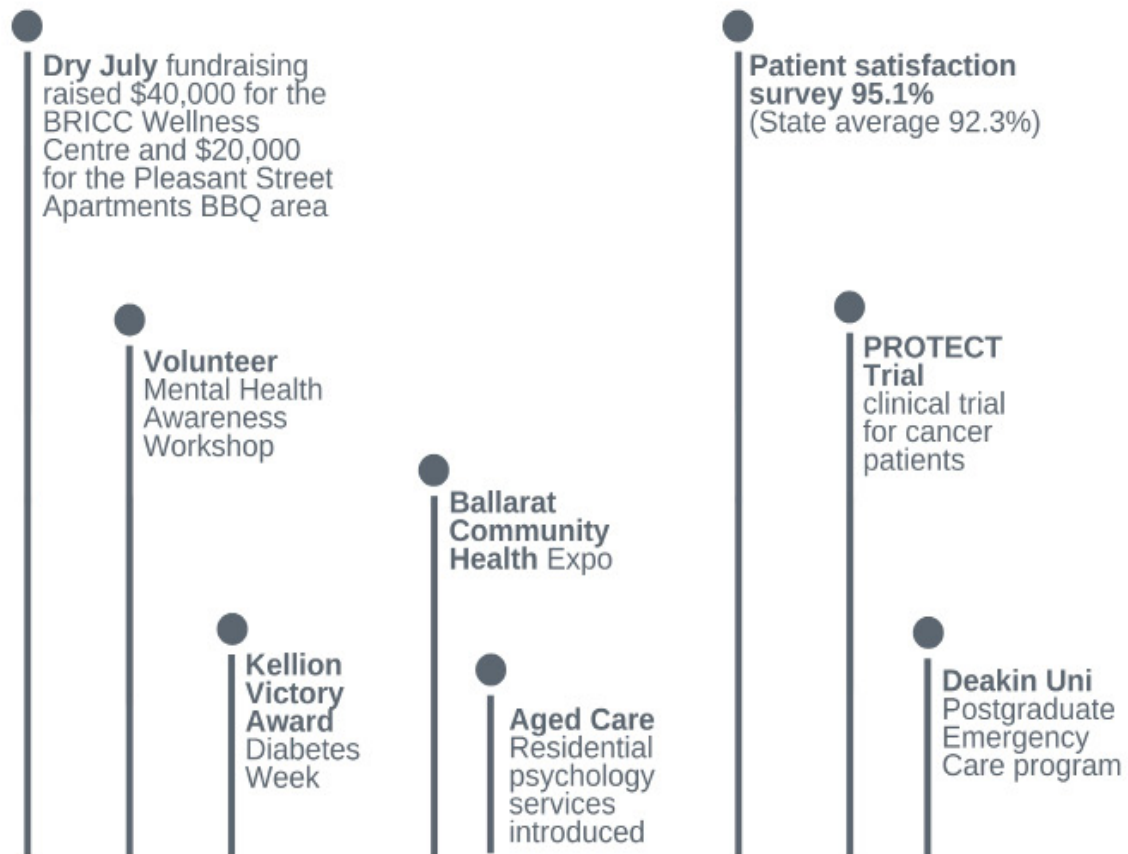 Dry July fundraising
raised $40,000 for the
BRICC Wellness
Centre and $20,000
for the Pleasant Street
Apartments BBQ area
Volunteer
Mental Health
Awareness
Workshop
Kellion
Victory
Award
Diabetes
Week
Ballarat
Community
Health Expo
Aged Care
Residential
psychology
services
introduced
Patient satisfaction
survey 95.1%
(State average 92.3%)
PROTECT
Trial
clinical trial
for cancer
patients
Deakin Uni
Postgraduate
Emergency
Care program